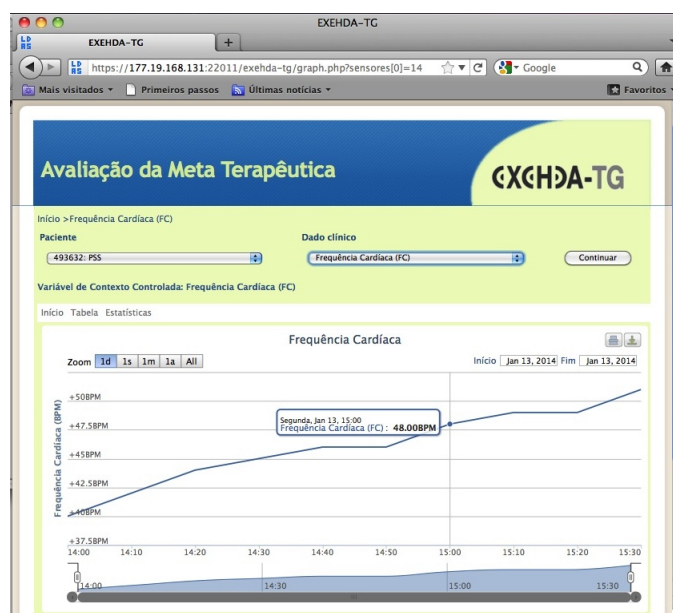 EXEHDA-TG
LD RS
EXEHDA-TG
+
LD RS https://177.19.168.131:22011/exehda-tg/graph.php?sensores[0]=14
Google
Mais visitados Primeiros passos Últimas notícias Favoritos
Avaliação da Meta Terapêutica
EXEHDA-TG
Início >Frequência Cardíaca (FC)
Paciente Dado clínico
493632: PSS Frequência Cardíaca (FC) Continuar
Variável de Contexto Controlada: Frequência Cardíaca (FC)
Início Tabela Estatísticas
Frequência Cardíaca
Zoom 1d 1s 1m 1a All Início Jan 13, 2014 Fim Jan 13, 2014
Frequência Cardíaca (BPM)
+50BPM
+47.5BPM
+45BPM
+42.5BPM
+40BPM
+37.5BPM
Segunda, Jan 13, 15:00
Frequência Cardíaca (FC) : 48.00BPM
14:00 14:10 14:20 14:30 14:40 14:50 15:00 15:10 15:20 15:30
14:00 14:30 15:00 15:30